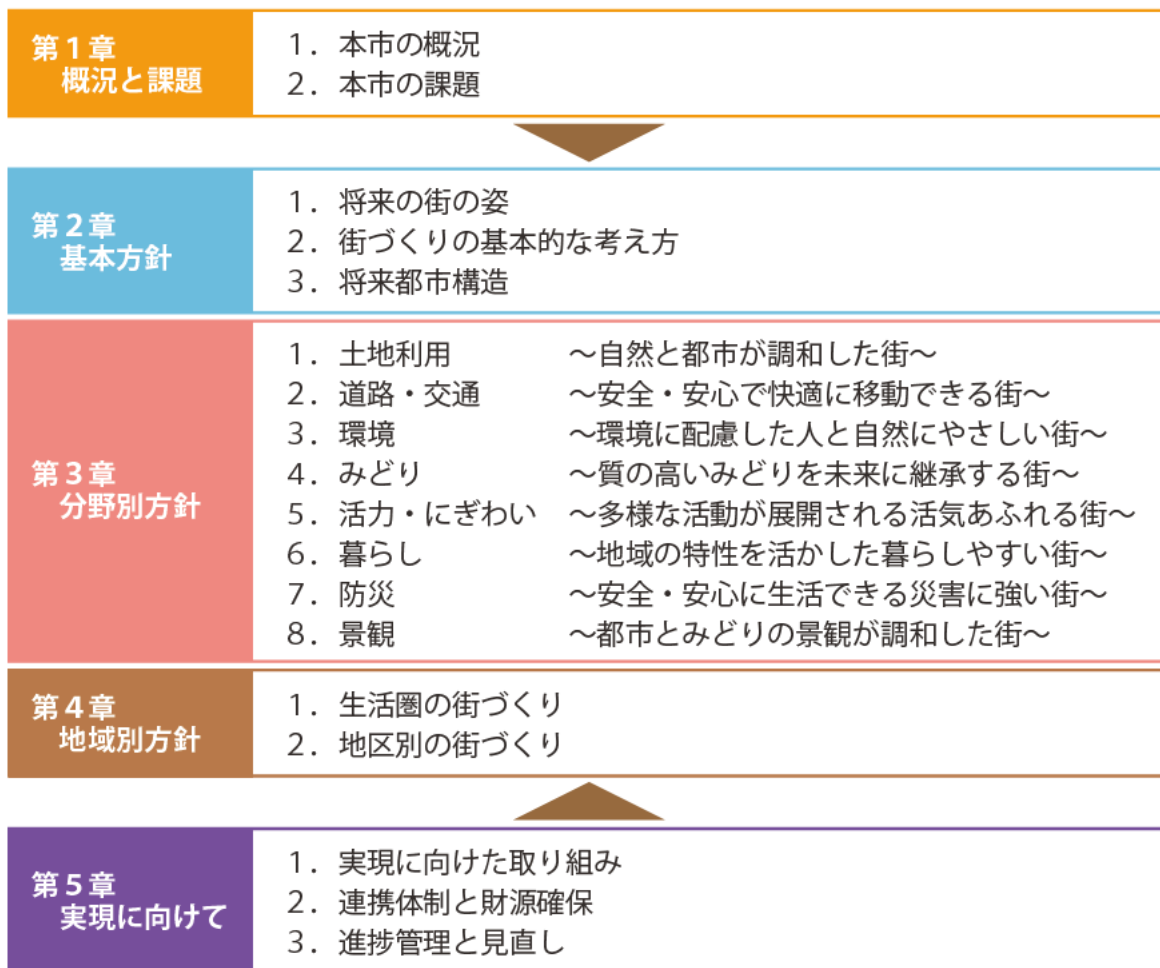 第1章
概況と課題
1．本市の概況
2．本市の課題
第2章
基本方針
1．将来の街の姿
2．街づくりの基本的な考え方
3．将来都市構造
第3章
分野別方針
1．土地利用　～自然と都市が調和した街～
2．道路・交通　～安全・安心で快適に移動できる街～
3．環境　～環境に配慮した人と自然にやさしい街～
4．みどり　～質の高いみどりを未来に継承する街～
5．活力・にぎわい　～多様な活動が展開される活気あふれる街～
6．暮らし　～地域の特性を活かした暮らしやすい街～
7．防災　～安全・安心に生活できる災害に強い街～
8．景観　～都市とみどりの景観が調和した街～
第4章
地域別方針
1．生活圏の街づくり
2．地区別の街づくり
第5章
実現に向けて
1．実現に向けた取り組み
2．連携体制と財源確保
3．進捗管理と見直し